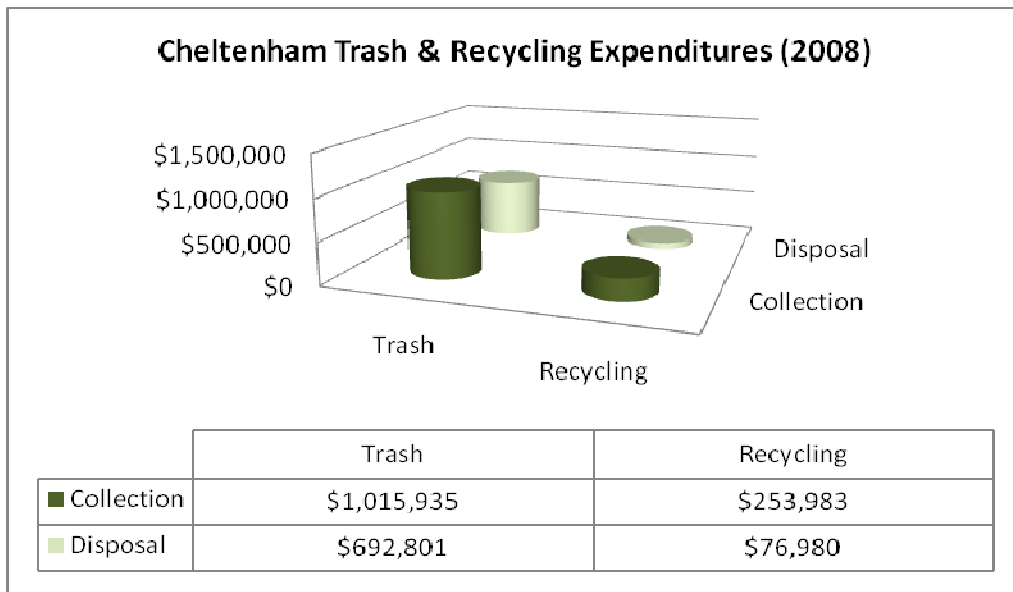 Cheltenham Trash & Recycling Expenditures (2008)
$1,500,000
$1,000,000
$500,000
$0
Disposal
Collection
Trash
Recycling
Trash Recycling
Collection $1,015,935 $253,983
Disposal $692,801 $76,980